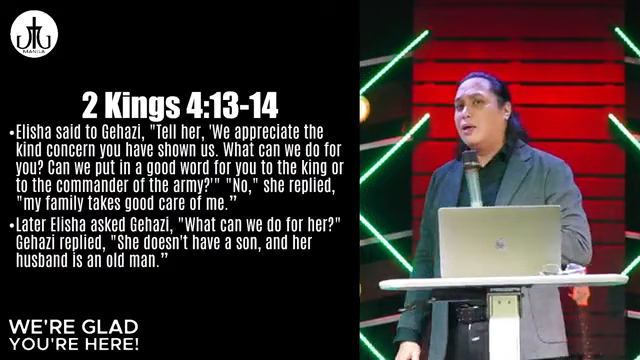 JTG
MANILA
2 Kings 4:13-14
•Elisha said to Gehazi, "Tell her, 'We appreciate the
kind concern you have shown us. What can we do for
you? Can we put in a good word for you to the king or
to the commander of the army?'" "No," she replied,
"my family takes good care of me.”
•Later Elisha asked Gehazi, "What can we do for her?"
Gehazi replied, "She doesn't have a son, and her
husband is an old man.”
WE'RE GLAD
YOU'RE HERE!